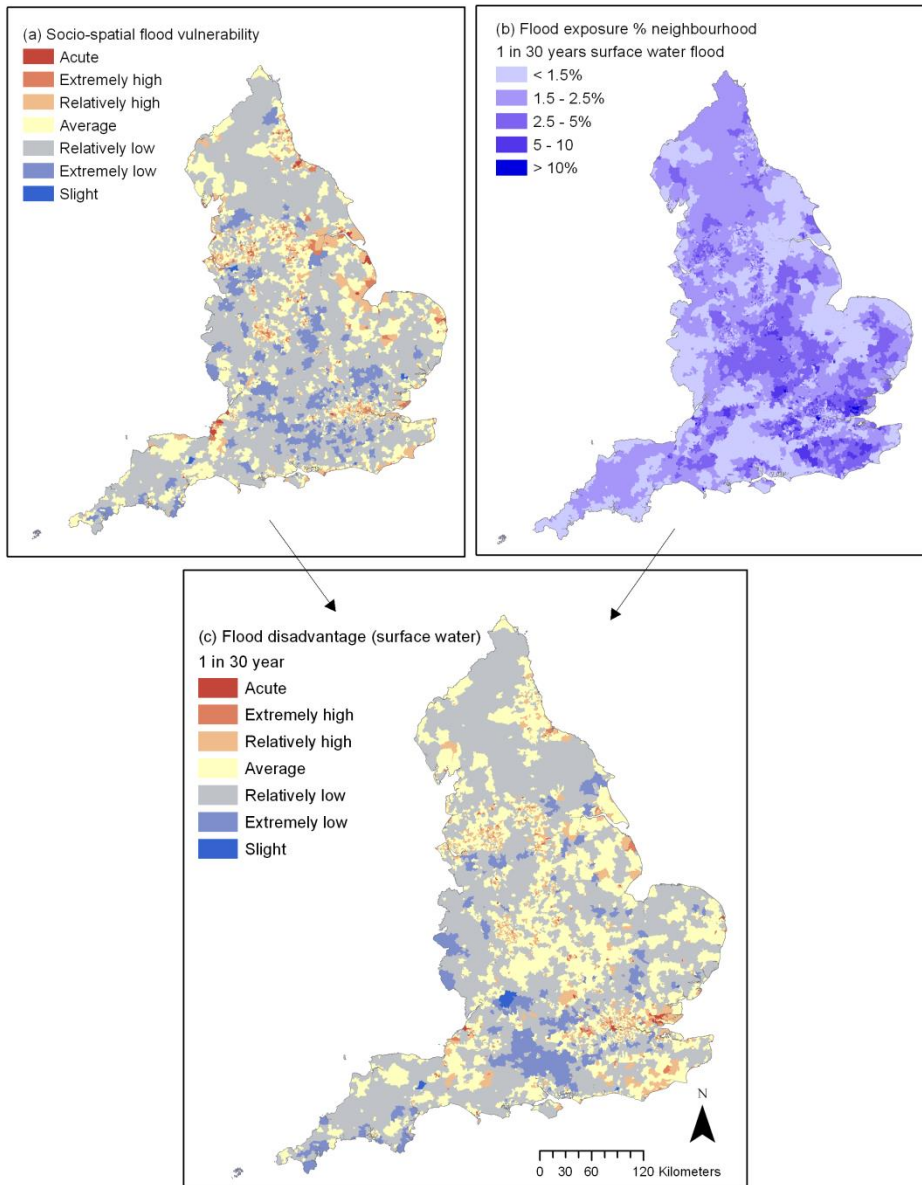 (a) Socio-spatial flood vulnerability
Acute
Extremely high
Relatively high
Average
Relatively low
Extremely low
Slight
(b) Flood exposure % neighbourhood
1 in 30 years surface water flood
< 1.5%
1.5 - 2.5%
2.5 - 5%
5 - 10
> 10%
(c) Flood disadvantage (surface water)
1 in 30 year
Acute
Extremely high
Relatively high
Average
Relatively low
Extremely low
Slight
N
0 30 60 120 Kilometers